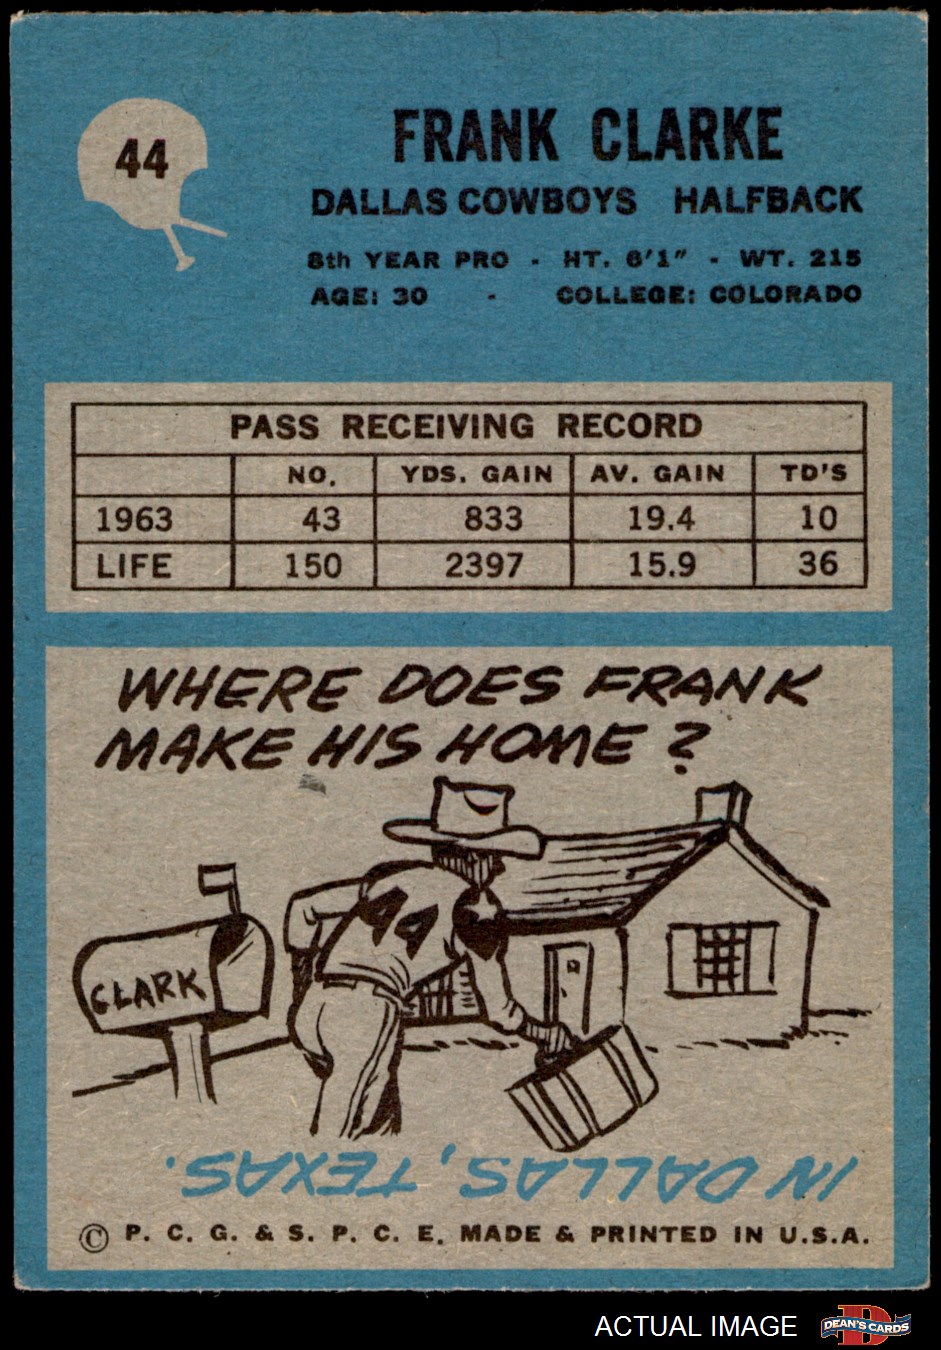 44
FRANK CLARKE
DALLAS COWBOYS HALFBACK
8th YEAR PRO - HT. 6'1" - WT. 215
AGE: 30 - COLLEGE: COLORADO
PASS RECEIVING RECORD
NO. YDS. GAIN AV. GAIN TD'S
1963 43 833 19.4 10
LIFE 150 2397 15.9 36
WHERE DOES FRANK
MAKE HIS HOME?
44
CLARK
IN DALLAS, TEXAS.
© P. C. G. & S. P. C. E. MADE & PRINTED IN U.S.A.
ACTUAL IMAGE
D
DEAN'S CARDS